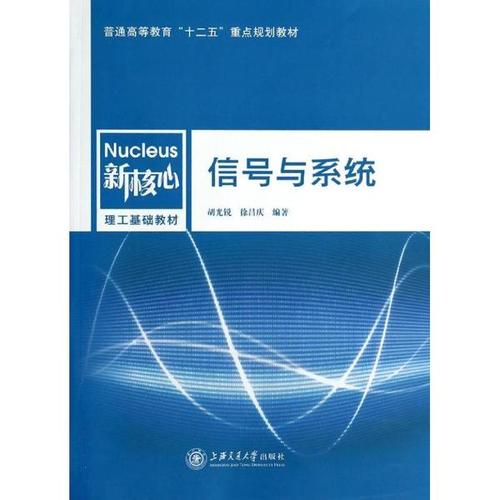 普通高等教育“十二五”重点规划教材
Nucleus
新核心
理工基础教材
信号与系统
胡光锐 徐昌庆 编著
上海交通大学出版社